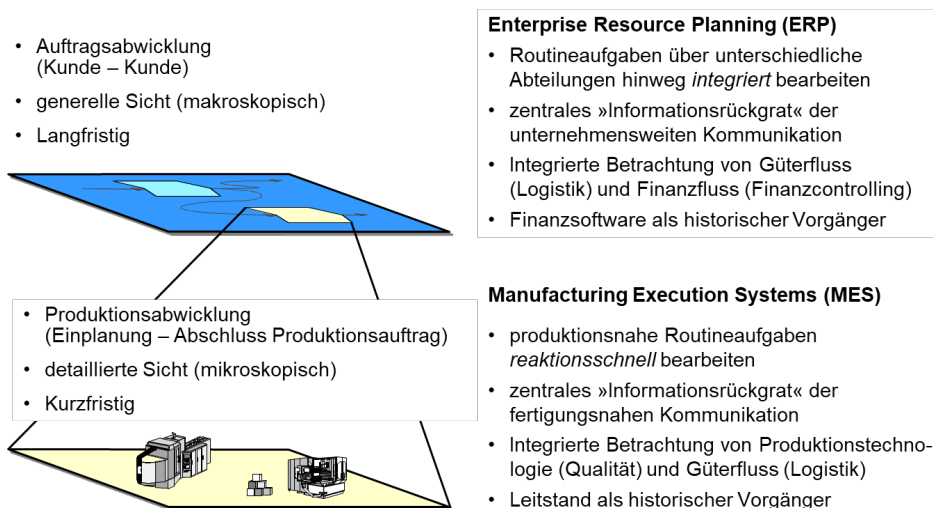 • Auftragsabwicklung
(Kunde – Kunde)
• generelle Sicht (makroskopisch)
• Langfristig
Enterprise Resource Planning (ERP)
• Routineaufgaben über unterschiedliche
Abteilungen hinweg integriert bearbeiten
• zentrales »Informationsrückgrat« der
unternehmensweiten Kommunikation
• Integrierte Betrachtung von Güterfluss
(Logistik) und Finanzfluss (Finanzcontrolling)
• Finanzsoftware als historischer Vorgänger
• Produktionsabwicklung
(Einplanung – Abschluss Produktionsauftrag)
• detaillierte Sicht (mikroskopisch)
• Kurzfristig
Manufacturing Execution Systems (MES)
• produktionsnahe Routineaufgaben
reaktionsschnell bearbeiten
• zentrales »Informationsrückgrat« der
fertigungsnahen Kommunikation
• Integrierte Betrachtung von Produktionstechno-
logie (Qualität) und Güterfluss (Logistik)
• Leitstand als historischer Vorgänger